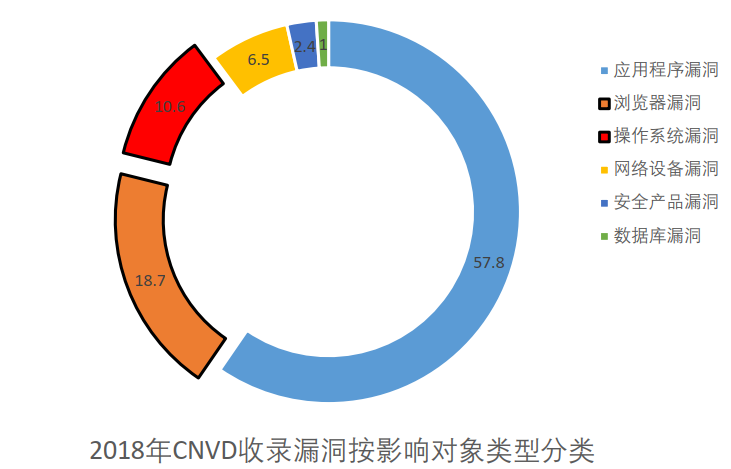 1
2.4
6.5
10.6
18.7
57.8
应用程序漏洞
浏览器漏洞
操作系统漏洞
网络设备漏洞
安全产品漏洞
数据库漏洞
2018年CNVD收录漏洞按影响对象类型分类